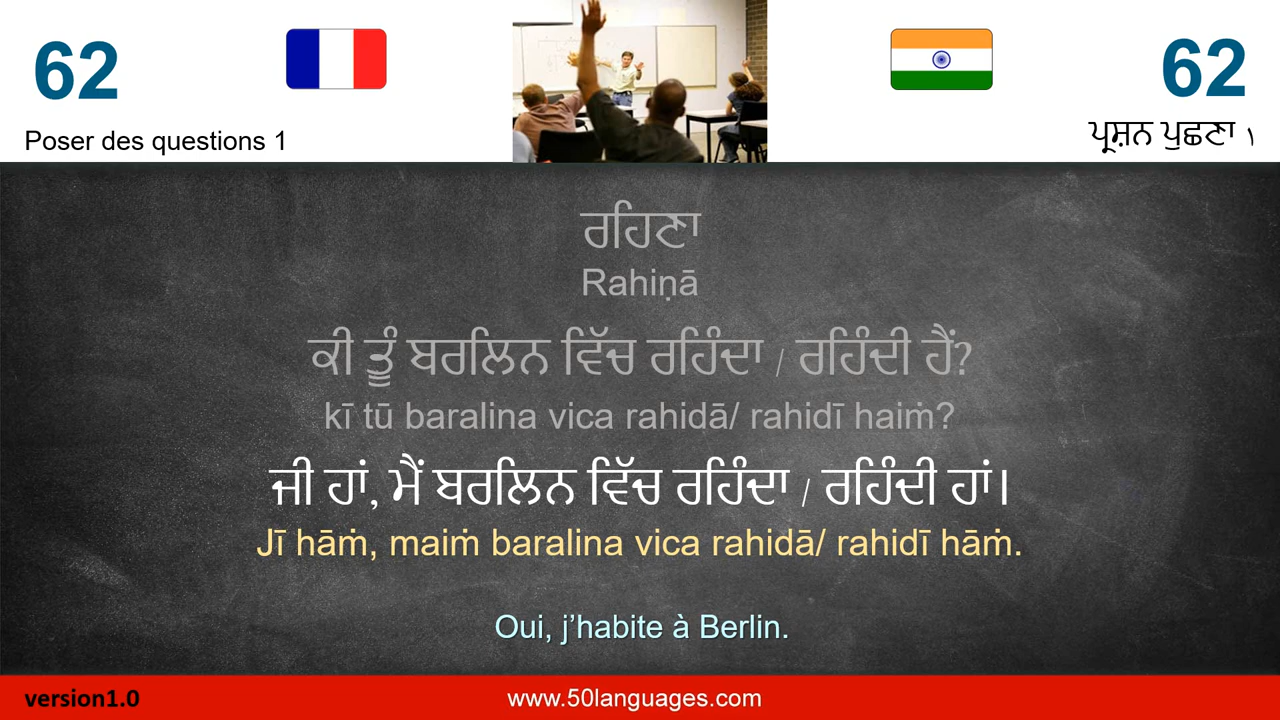 62
62
Poser des questions 1
ਪ੍ਰਸ਼ਨ ਪੁਛਣਾ ੧
ਰਹਿਣਾ
Rahiṇā
ਕੀ ਤੂੰ ਬਰਲਿਨ ਵਿੱਚ ਰਹਿੰਦਾ / ਰਹਿੰਦੀ ਹੈਂ?
kī tū baralina vica rahidā/ rahidī haiṁ?
ਜੀ ਹਾਂ, ਮੈਂ ਬਰਲਿਨ ਵਿੱਚ ਰਹਿੰਦਾ / ਰਹਿੰਦੀ ਹਾਂ।
Jī hāṁ, maiṁ baralina vica rahidā/ rahidī hāṁ.
Oui, j’habite à Berlin.
version1.0
www.50languages.com